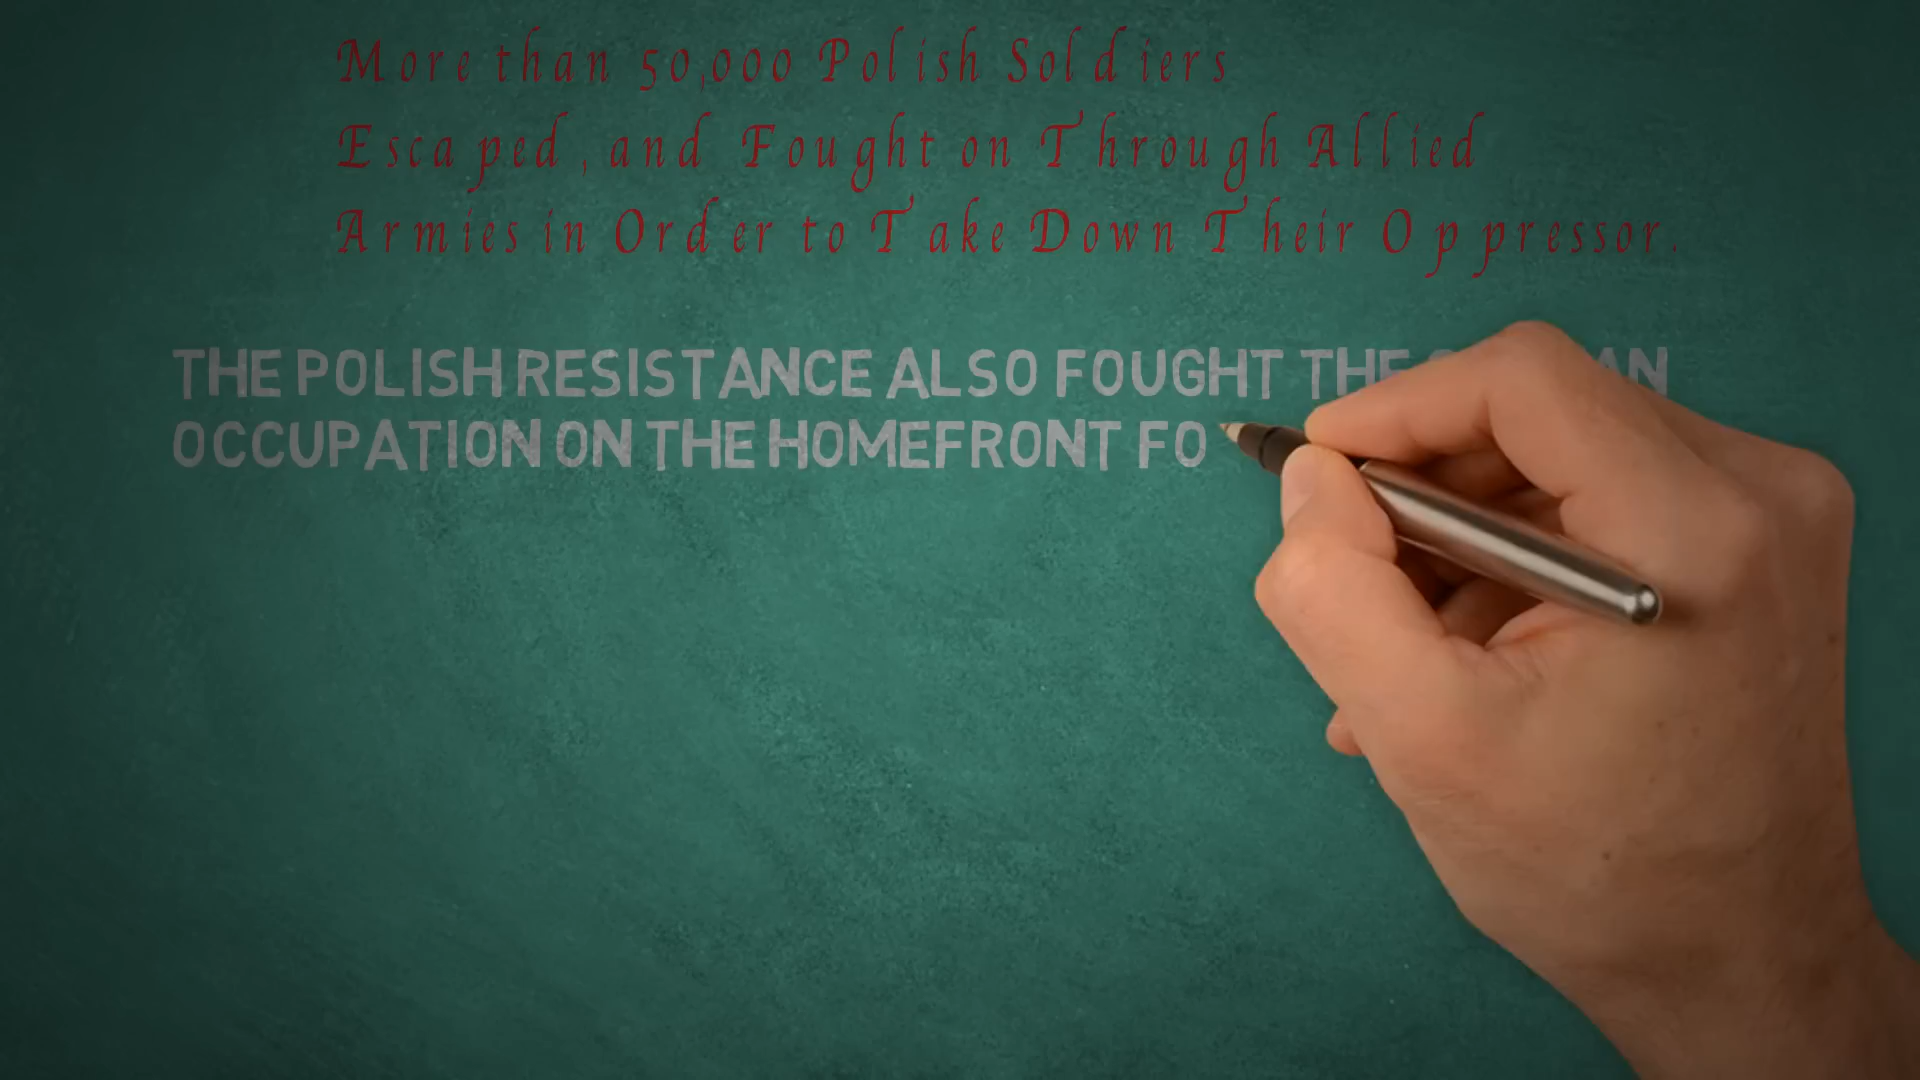 More than 50,000 Polish Soldiers
Escaped, and Fought on Through Allied
Armies in Order to Take Down Their Oppressor.
THE POLISH RESISTANCE ALSO FOUGHT THE
OCCUPATION ON THE HOMEFRONT FO